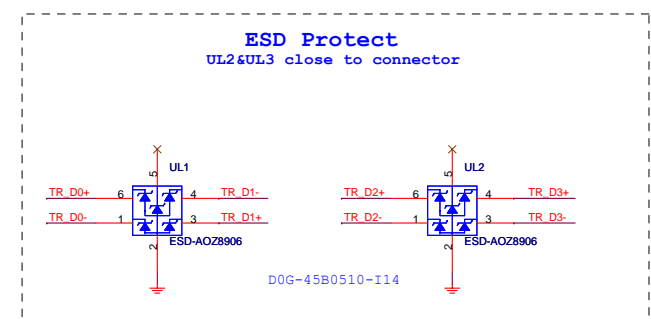 ESD Protect
UL2&UL3 close to connector
5 UL1 5 UL2
TR_D0+ 6 4 TR_D1- TR_D2+ 6 4 TR_D3+
TR_D0- 1 3 TR_D1+ TR_D2- 1 3 TR_D3-
2 ESD-AOZ8906 2 ESD-AOZ8906
D0G-45B0510-I14